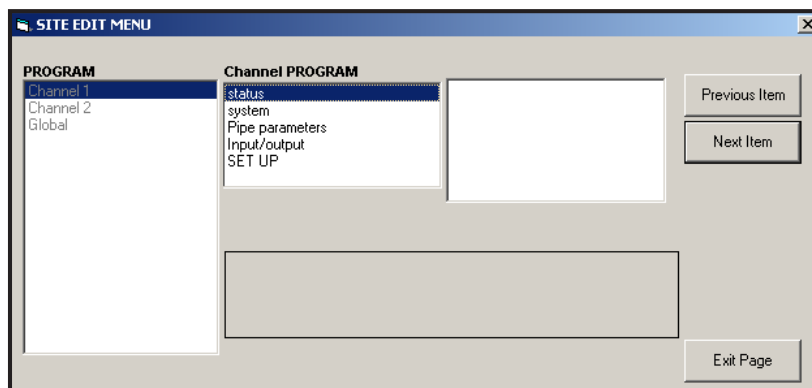 SITE EDIT MENU
PROGRAM
Channel 1
Channel 2
Global
Channel PROGRAM
status
system
Pipe parameters
Input/output
SET UP
Previous Item
Next Item
Exit Page